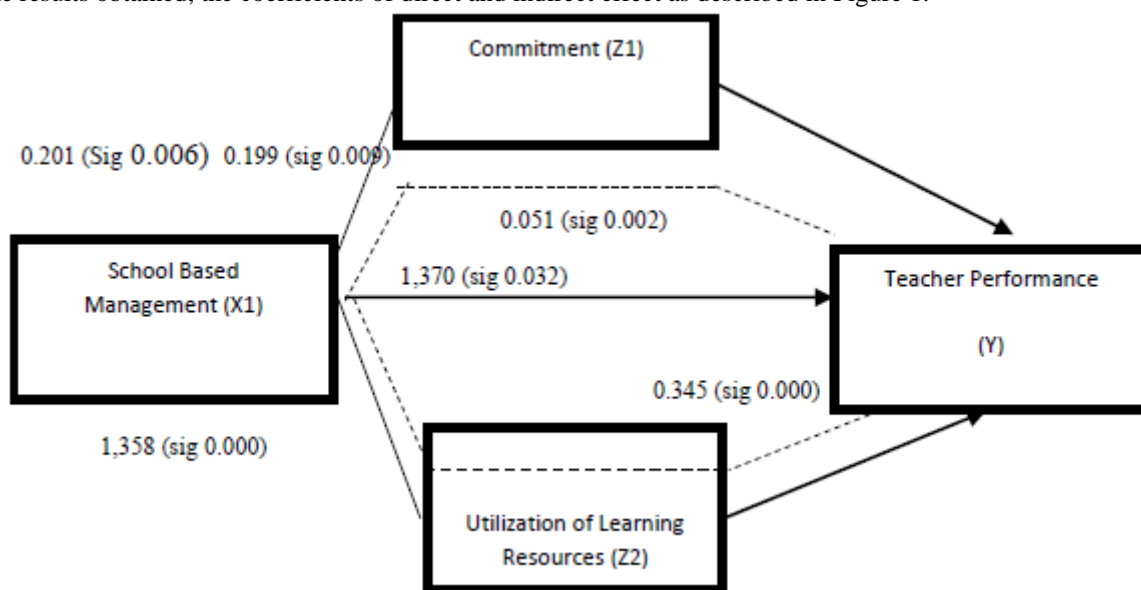 results obtained, the coefficients of direct and indirect effect as described in Figure 1.
Commitment (Z1)
0.201 (Sig 0.006) 0.199 (sig 0.009)
0.051 (sig 0.002)
School Based
Management (X1)
1,370 (sig 0.032)
Teacher Performance
(Y)
0.345 (sig 0.000)
1,358 (sig 0.000)
Utilization of Learning
Resources (Z2)